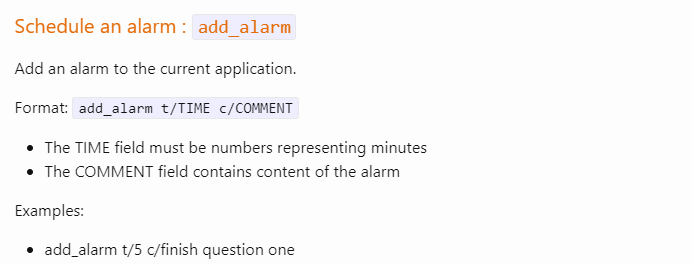 Schedule an alarm : add_alarm
Add an alarm to the current application.
Format: add_alarm t/TIME c/COMMENT
• The TIME field must be numbers representing minutes
• The COMMENT field contains content of the alarm
Examples:
• add_alarm t/5 c/finish question one